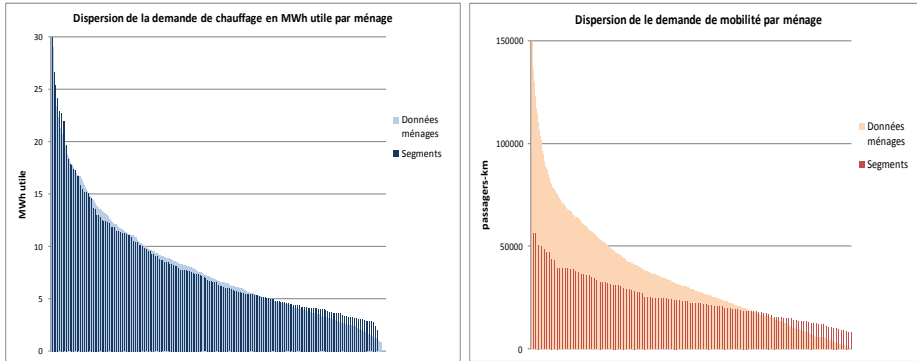 Dispersion de la demande de chauffage en MWh utile par ménage
30
25
20
15
10
5
0
MWh utile
Données
ménages
Segments
Dispersion de le demande de mobilité par ménage
150000
100000
50000
0
passagers-km
Données
ménages
Segments